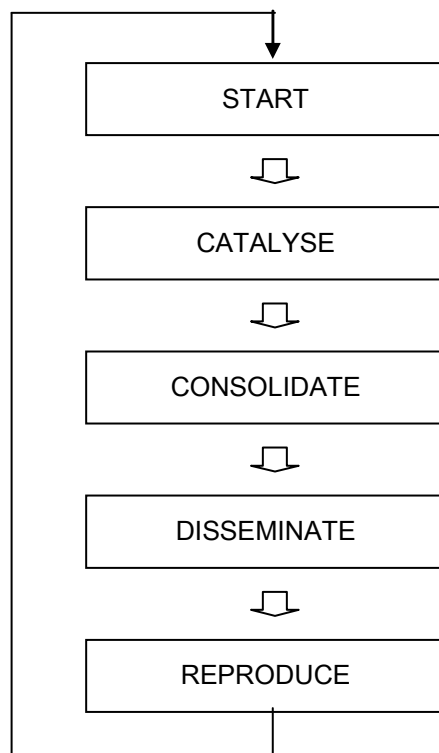 START
CATALYSE
CONSOLIDATE
DISSEMINATE
REPRODUCE